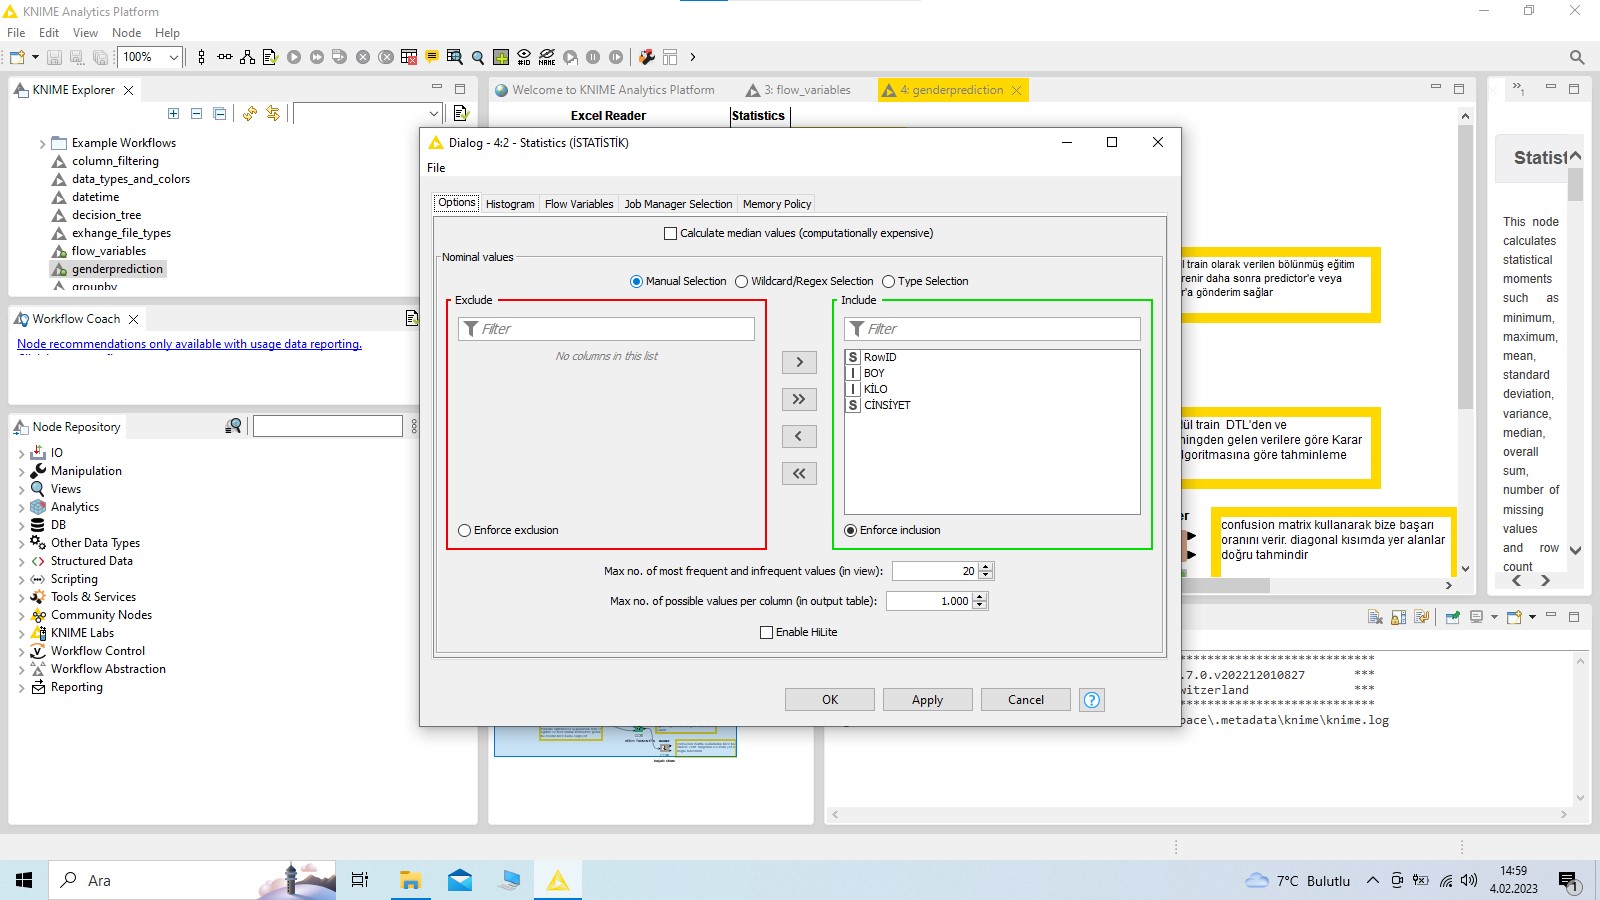 KNIME Analytics Platform
File Edit View Node Help
100%
#ID
NAME
KNIME Explorer
Welcome to KNIME Analytics Platform
3: flow_variables
4: genderprediction
Example Workflows
column_filtering
data_types_and_colors
datetime
decision_tree
exhange_file_types
flow_variables
genderprediction
groupby
Workflow Coach
Node recommendations only available with usage data reporting.
Node Repository
IO
Manipulation
Views
Analytics
DB
Other Data Types
Structured Data
Scripting
Tools & Services
Community Nodes
KNIME Labs
Workflow Control
Workflow Abstraction
Reporting
Excel Reader
Statistics
Dialog - 4:2 - Statistics (İSTATİSTİK)
File
Options Histogram Flow Variables Job Manager Selection Memory Policy
Calculate median values (computationally expensive)
Nominal values
Manual Selection Wildcard/Regex Selection Type Selection
Exclude
Filter
No columns in this list
Enforce exclusion
>
>>
<
<<
Include
Filter
S RowID
I BOY
I KİLO
S CİNSİYET
Enforce inclusion
Max no. of most frequent and infrequent values (in view): 20
Max no. of possible values per column (in output table): 1.000
Enable HiLite
OK Apply Cancel ?
l train olarak verilen bölünmüş eğitim
renir daha sonra predictor'e veya
r'a gönderim sağlar
lül train DTL'den ve
ningden gelen verilere göre Karar
lgoritmasına göre tahminleme
er
confusion matrix kullanarak bize başarı
oranını verir. diagonal kısımda yer alanlar
doğru tahmindir
Statist
This node
calculates
statistical
moments
such as
minimum,
maximum,
mean,
standard
deviation,
variance,
median,
overall
sum,
number of
missing
values
and row
count
***************************
.7.0.v202212010827 ***
witzerland ***
***************************
pace\.metadata\knime\knime.log
Ara
7°C Bulutlu
14:59
4.02.2023
1